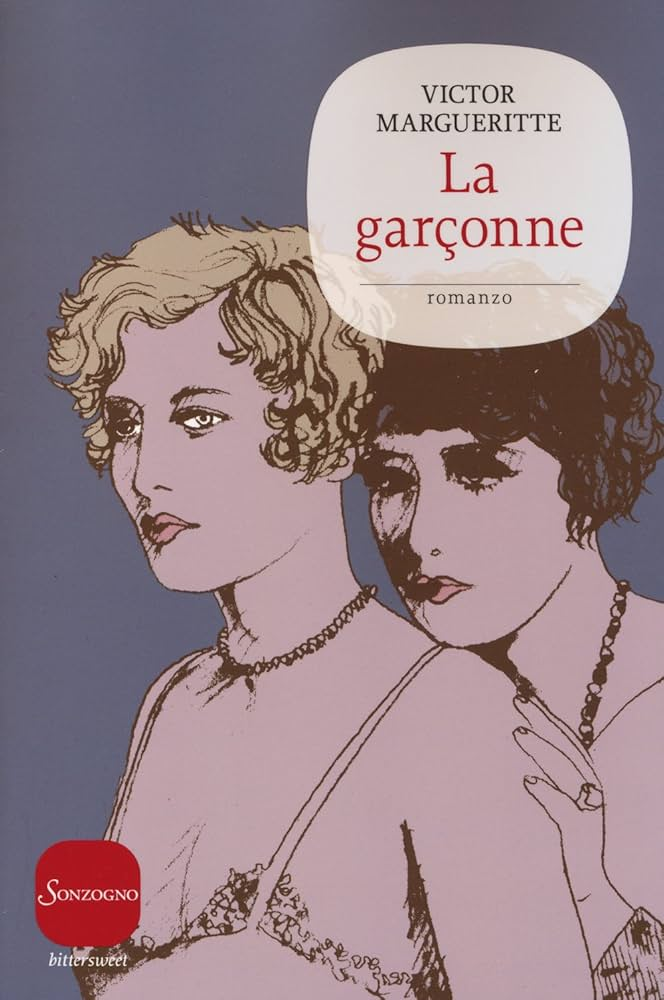 VICTOR
MARGUERITTE
La
garçonne
romanzo
SONZOGNO
bittersweet